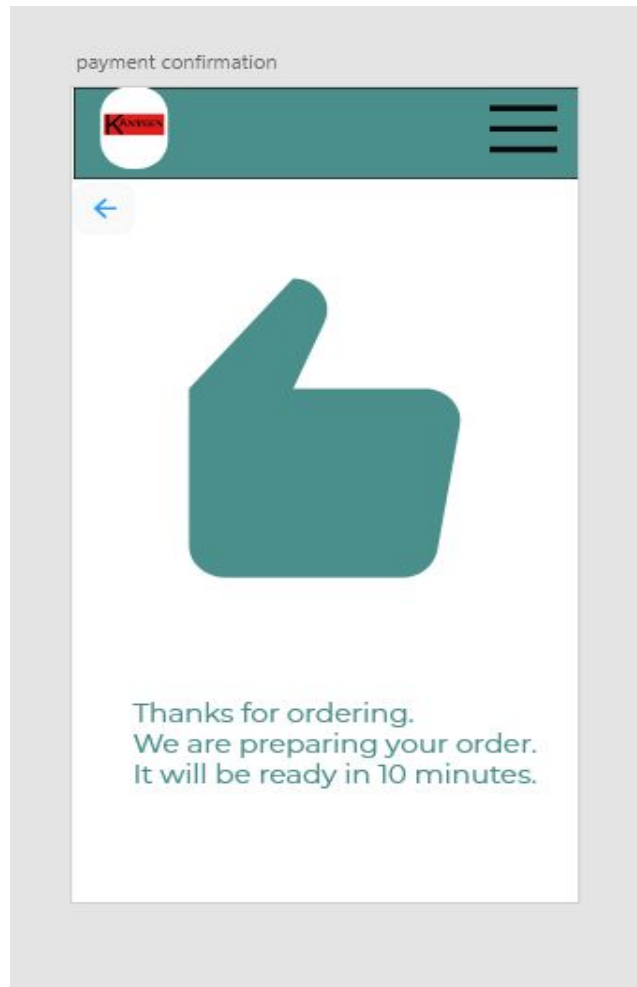 payment confirmation
Thanks for ordering.
We are preparing your order.
It will be ready in 10 minutes.